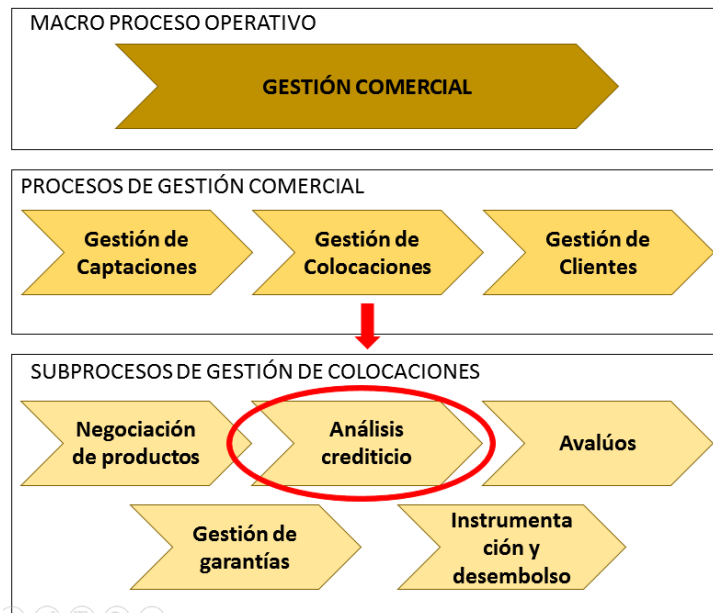 MACRO PROCESO OPERATIVO
GESTIÓN COMERCIAL
PROCESOS DE GESTIÓN COMERCIAL
Gestión de
Captaciones
Gestión de
Colocaciones
Gestión de
Clientes
SUBPROCESOS DE GESTIÓN DE COLOCACIONES
Negociación
de productos
Análisis
crediticio
Avalúos
Gestión de
garantías
Instrumenta
ción y
desembolso